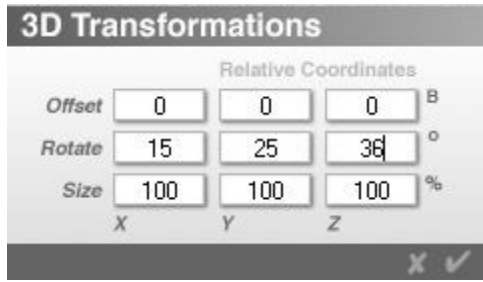 3D Transformations
Relative Coordinates
Offset 0 0 0 B
Rotate 15 25 36 °
Size 100 100 100 %
X Y Z